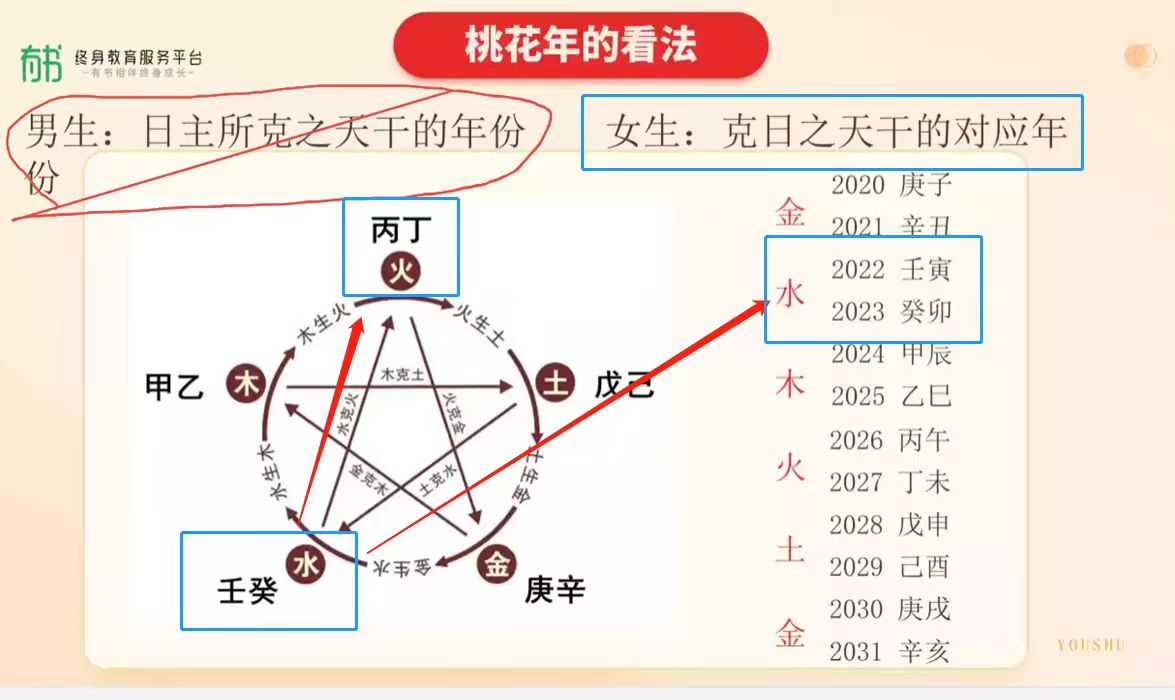 桃花年的看法
有书 终身教育服务平台
-有书相伴终身成长-
男生：日主所克之天干的年份
份
女生：克日之天干的对应年
丙丁
火
木生火
火生土
甲乙
木
木克土
土
戊己
水克火
火克金
金克木
土克水
水生木
土生金
水
壬癸
金生水
金
庚辛
金
2020 庚子
2021 辛丑
水
2022 壬寅
2023 癸卯
木
2024 甲辰
2025 乙巳
火
2026 丙午
2027 丁未
土
2028 戊申
2029 己酉
金
2030 庚戌
2031 辛亥
YOUSHU